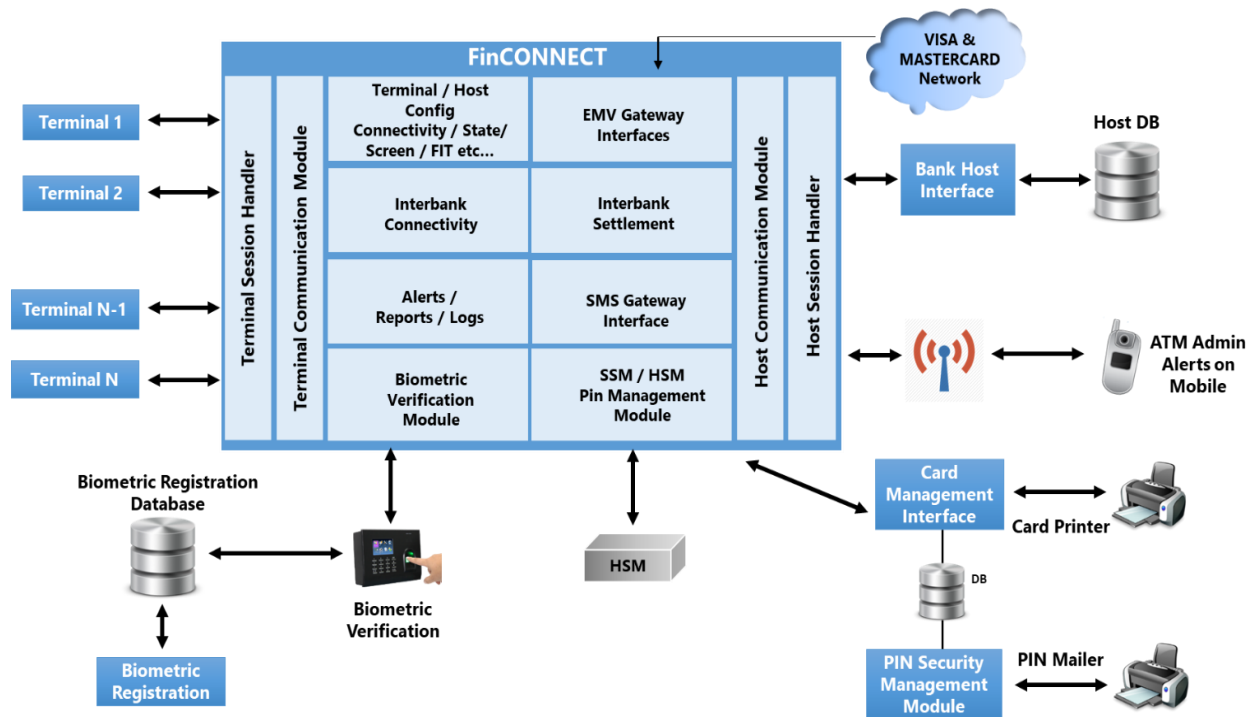 VISA &
MASTERCARD
Network
FinCONNECT
Terminal 1
Terminal 2
Terminal N-1
Terminal N
Terminal Session Handler
Terminal Communication Module
Terminal / Host
Config
Connectivity / State/
Screen / FIT etc...
EMV Gateway
Interfaces
Interbank
Connectivity
Interbank
Settlement
Alerts /
Reports / Logs
SMS Gateway
Interface
Biometric
Verification
Module
SSM / HSM
Pin Management
Module
Host Communication Module
Host Session Handler
Bank Host
Interface
Host DB
ATM Admin
Alerts on
Mobile
Biometric Registration
Database
Biometric
Verification
Biometric
Registration
HSM
Card
Management
Interface
Card Printer
DB
PIN Security
Management
Module
PIN Mailer